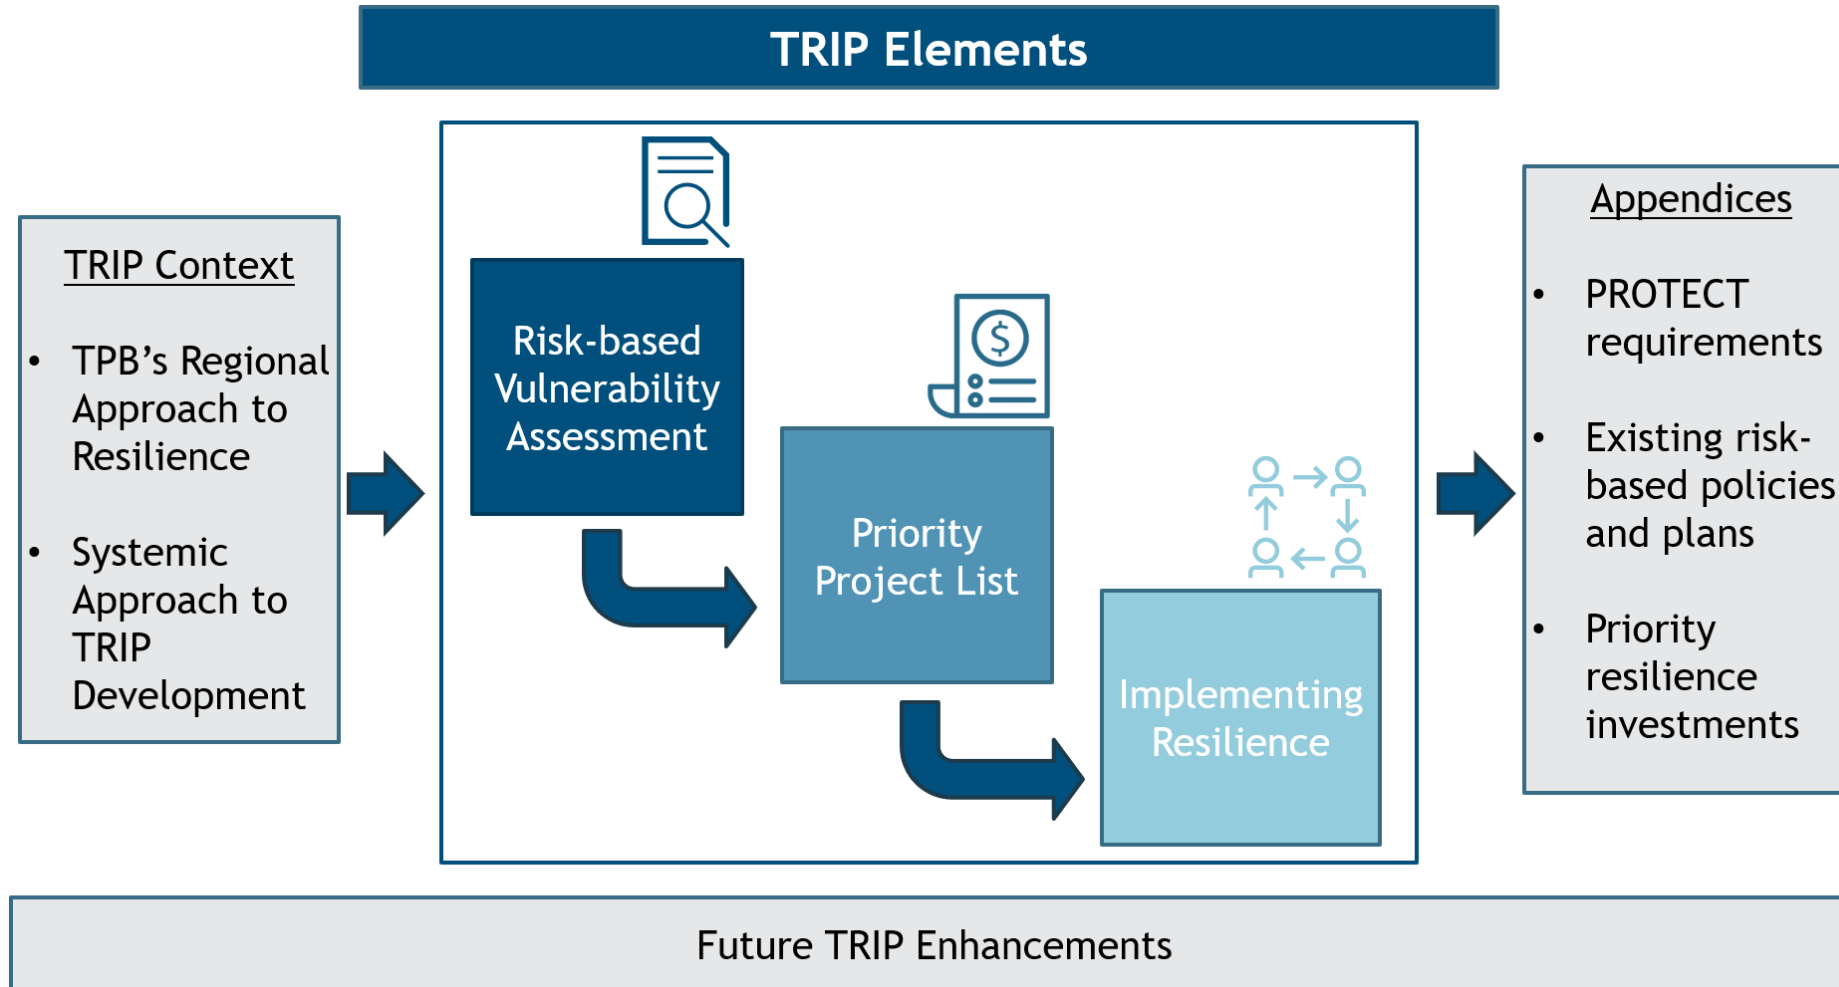 TRIP Elements
TRIP Context
• TPB's Regional
Approach to
Resilience
• Systemic
Approach to
TRIP
Development
Risk-based
Vulnerability
Assessment
$
Priority
Project List
Implementing
Resilience
Appendices
• PROTECT
requirements
• Existing risk-
based policies
and plans
• Priority
resilience
investments
Future TRIP Enhancements